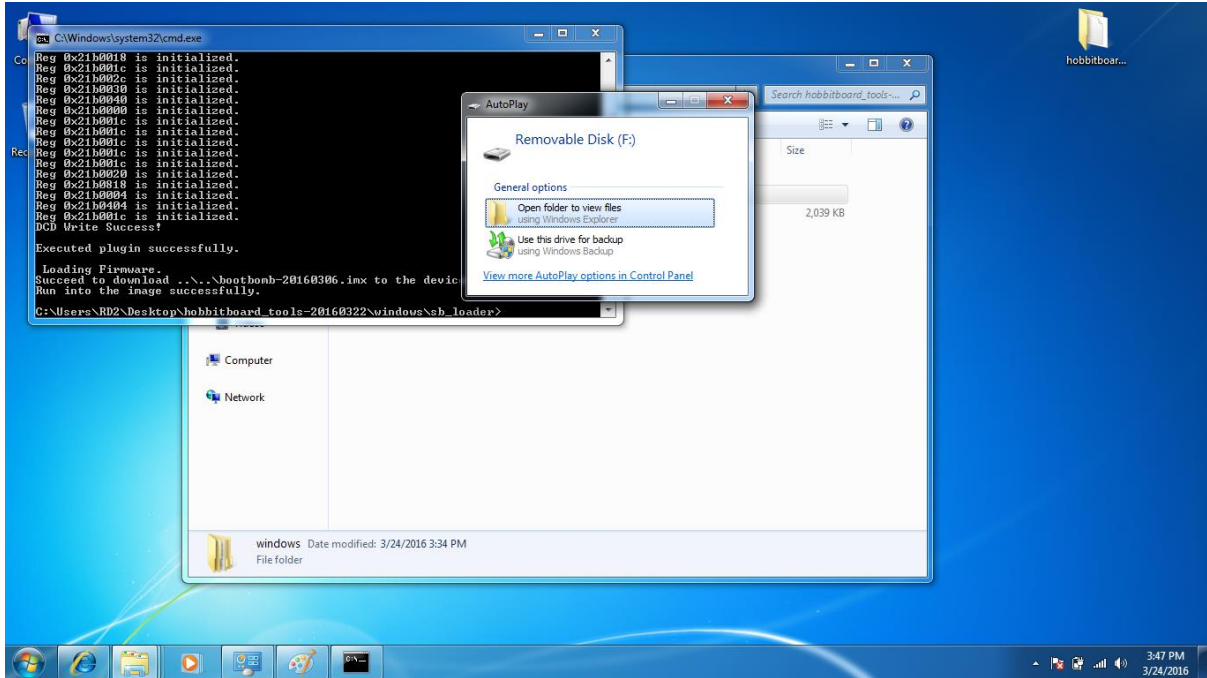 C:\Windows\system32\cmd.exe
Reg 0x21b0018 is initialized.
Reg 0x21b001c is initialized.
Reg 0x21b002c is initialized.
Reg 0x21b0030 is initialized.
Reg 0x21b0040 is initialized.
Reg 0x21b0000 is initialized.
Reg 0x21b001c is initialized.
Reg 0x21b001c is initialized.
Reg 0x21b001c is initialized.
Reg 0x21b001c is initialized.
Reg 0x21b001c is initialized.
Reg 0x21b0020 is initialized.
Reg 0x21b0818 is initialized.
Reg 0x21b0004 is initialized.
Reg 0x21b0404 is initialized.
Reg 0x21b001c is initialized.
DCD Write Success!
Executed plugin successfully.
Loading Firmware.
Succeed to download ..\..\bootbomb-20160306.imx to the devic
Run into the image successfully.
C:\Users\RD2\Desktop\hobbitboard_tools-20160322\windows\sb_loader>
AutoPlay
Removable Disk (F:)
General options
Open folder to view files
using Windows Explorer
Use this drive for backup
using Windows Backup
View more AutoPlay options in Control Panel
Search hobbitboard_tools-...
Size
2,039 KB
Computer
Network
windows Date modified: 3/24/2016 3:34 PM
File folder
hobbitboar...
Co
Rec
3:47 PM
3/24/2016